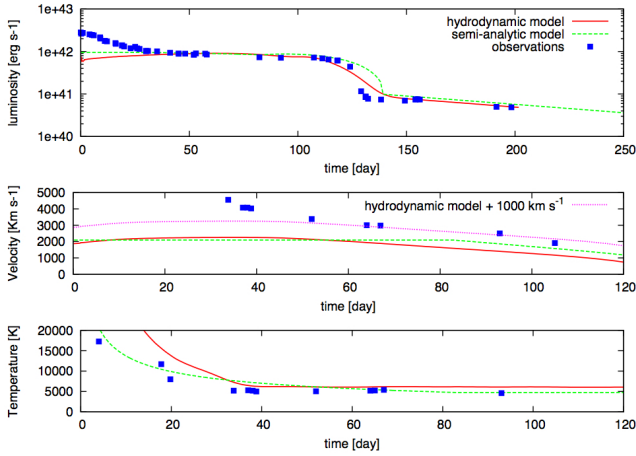 1e+43
1e+42
1e+41
1e+40
luminosity [erg s-1]
hydrodynamic model
semi-analytic model
observations
0 50 100 150 200 250
time [day]
5000
4000
3000
2000
1000
0
Velocity [Km s-1]
hydrodynamic model + 1000 km s-1
0 20 40 60 80 100 120
time [day]
20000
15000
10000
5000
0
Temperature [K]
0 20 40 60 80 100 120
time [day]